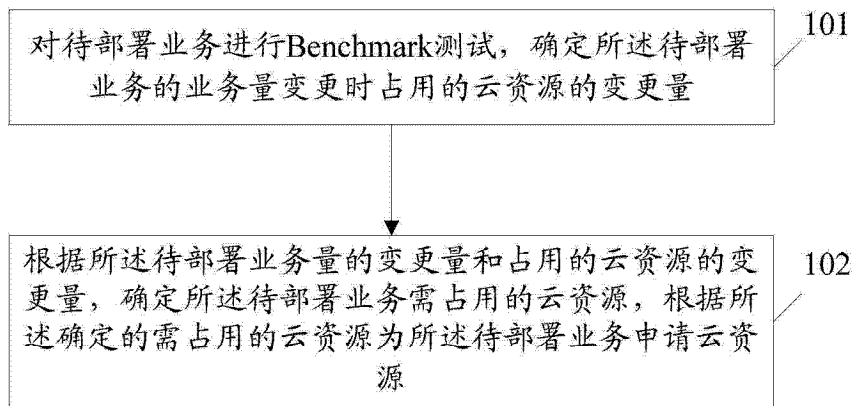 对待部署业务进行Benchmark测试，确定所述待部署
业务的业务量变更时占用的云资源的变更量
101
根据所述待部署业务量的变更量和占用的云资源的变
更量，确定所述待部署业务需占用的云资源，根据所
述确定的需占用的云资源为所述待部署业务申请云资
源
102